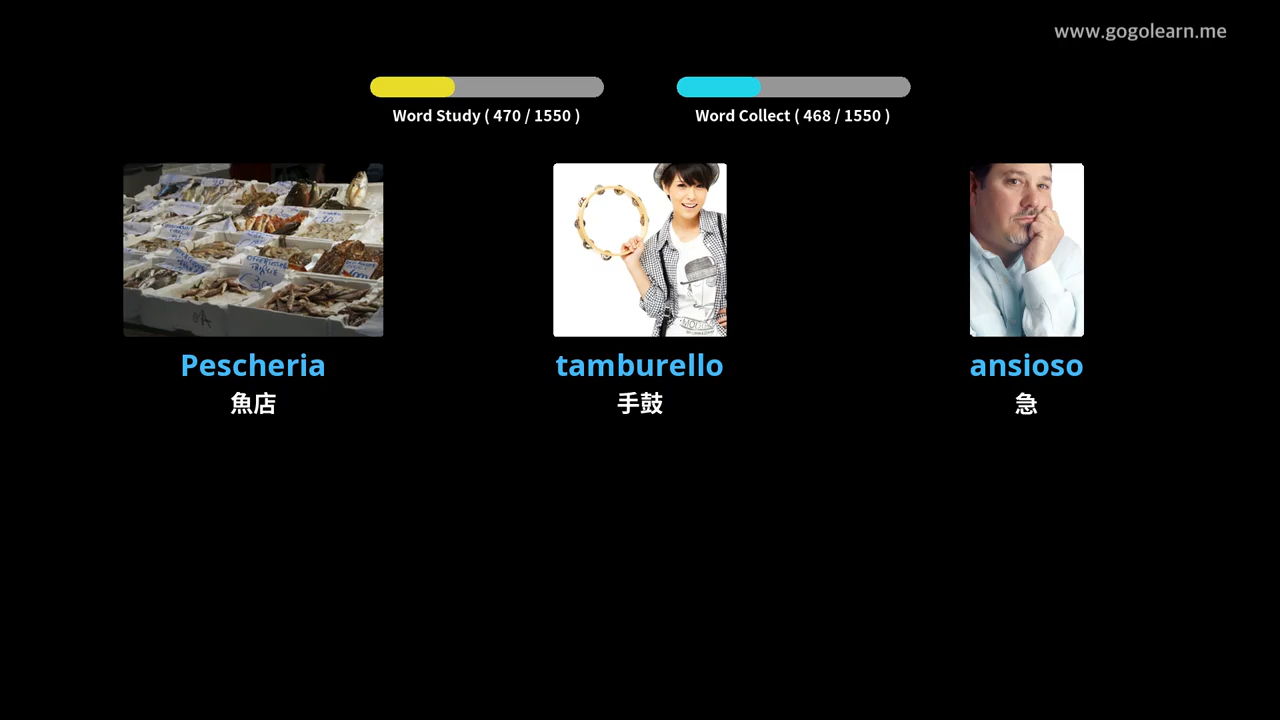 www.gogolearn.me
Word Study ( 470 / 1550 )
Word Collect ( 468 / 1550 )
Pescheria
tamburello
ansioso
魚店
手鼓
急